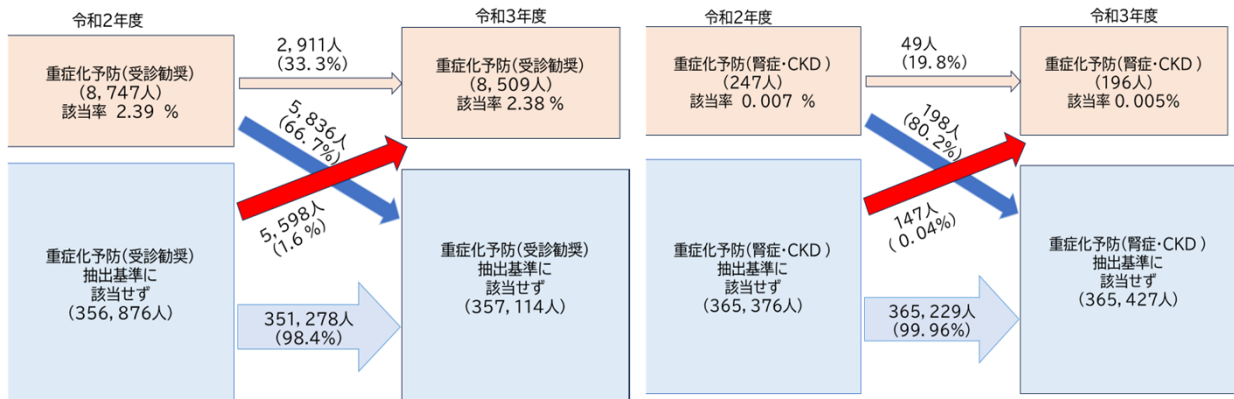 令和2年度
重症化予防(受診勧奨)
(8,747人)
該当率 2.39 %
2,911人
(33.3%)
5,836人
(66.7%)
5,598人
(1.6%)
令和3年度
重症化予防(受診勧奨)
(8,509人)
該当率 2.38 %
重症化予防(受診勧奨)
抽出基準に
該当せず
(356,876人)
351,278人
(98.4%)
重症化予防(受診勧奨)
抽出基準に
該当せず
(357,114人)
令和2年度
重症化予防(腎症・CKD )
(247人)
該当率 0.007 %
49人
(19.8%)
198人
(80.2%)
147人
( 0.04%)
令和3年度
重症化予防(腎症・CKD )
(196人)
該当率 0.005%
重症化予防(腎症・CKD )
抽出基準に
該当せず
(365,376人)
365,229人
(99.96%)
重症化予防(腎症・CKD )
抽出基準に
該当せず
(365,427人)